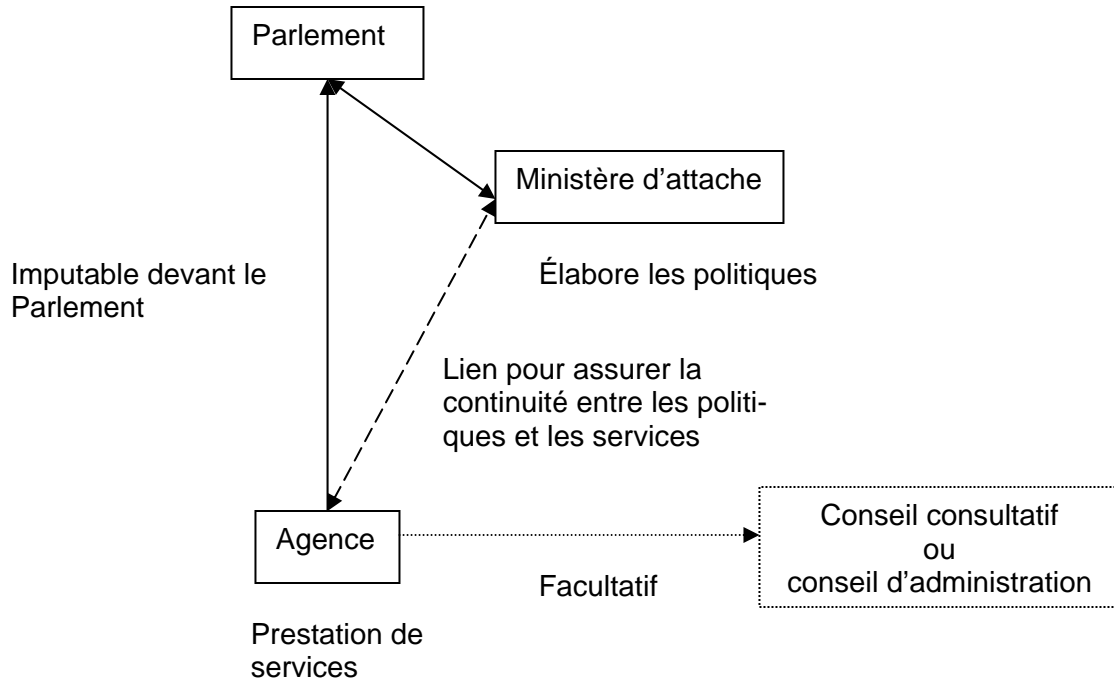 Parlement
Ministère d'attache
Imputable devant le
Parlement
Élabore les politiques
Lien pour assurer la
continuité entre les politi-
ques et les services
Agence
Conseil consultatif
ou
conseil d'administration
Facultatif
Prestation de
services